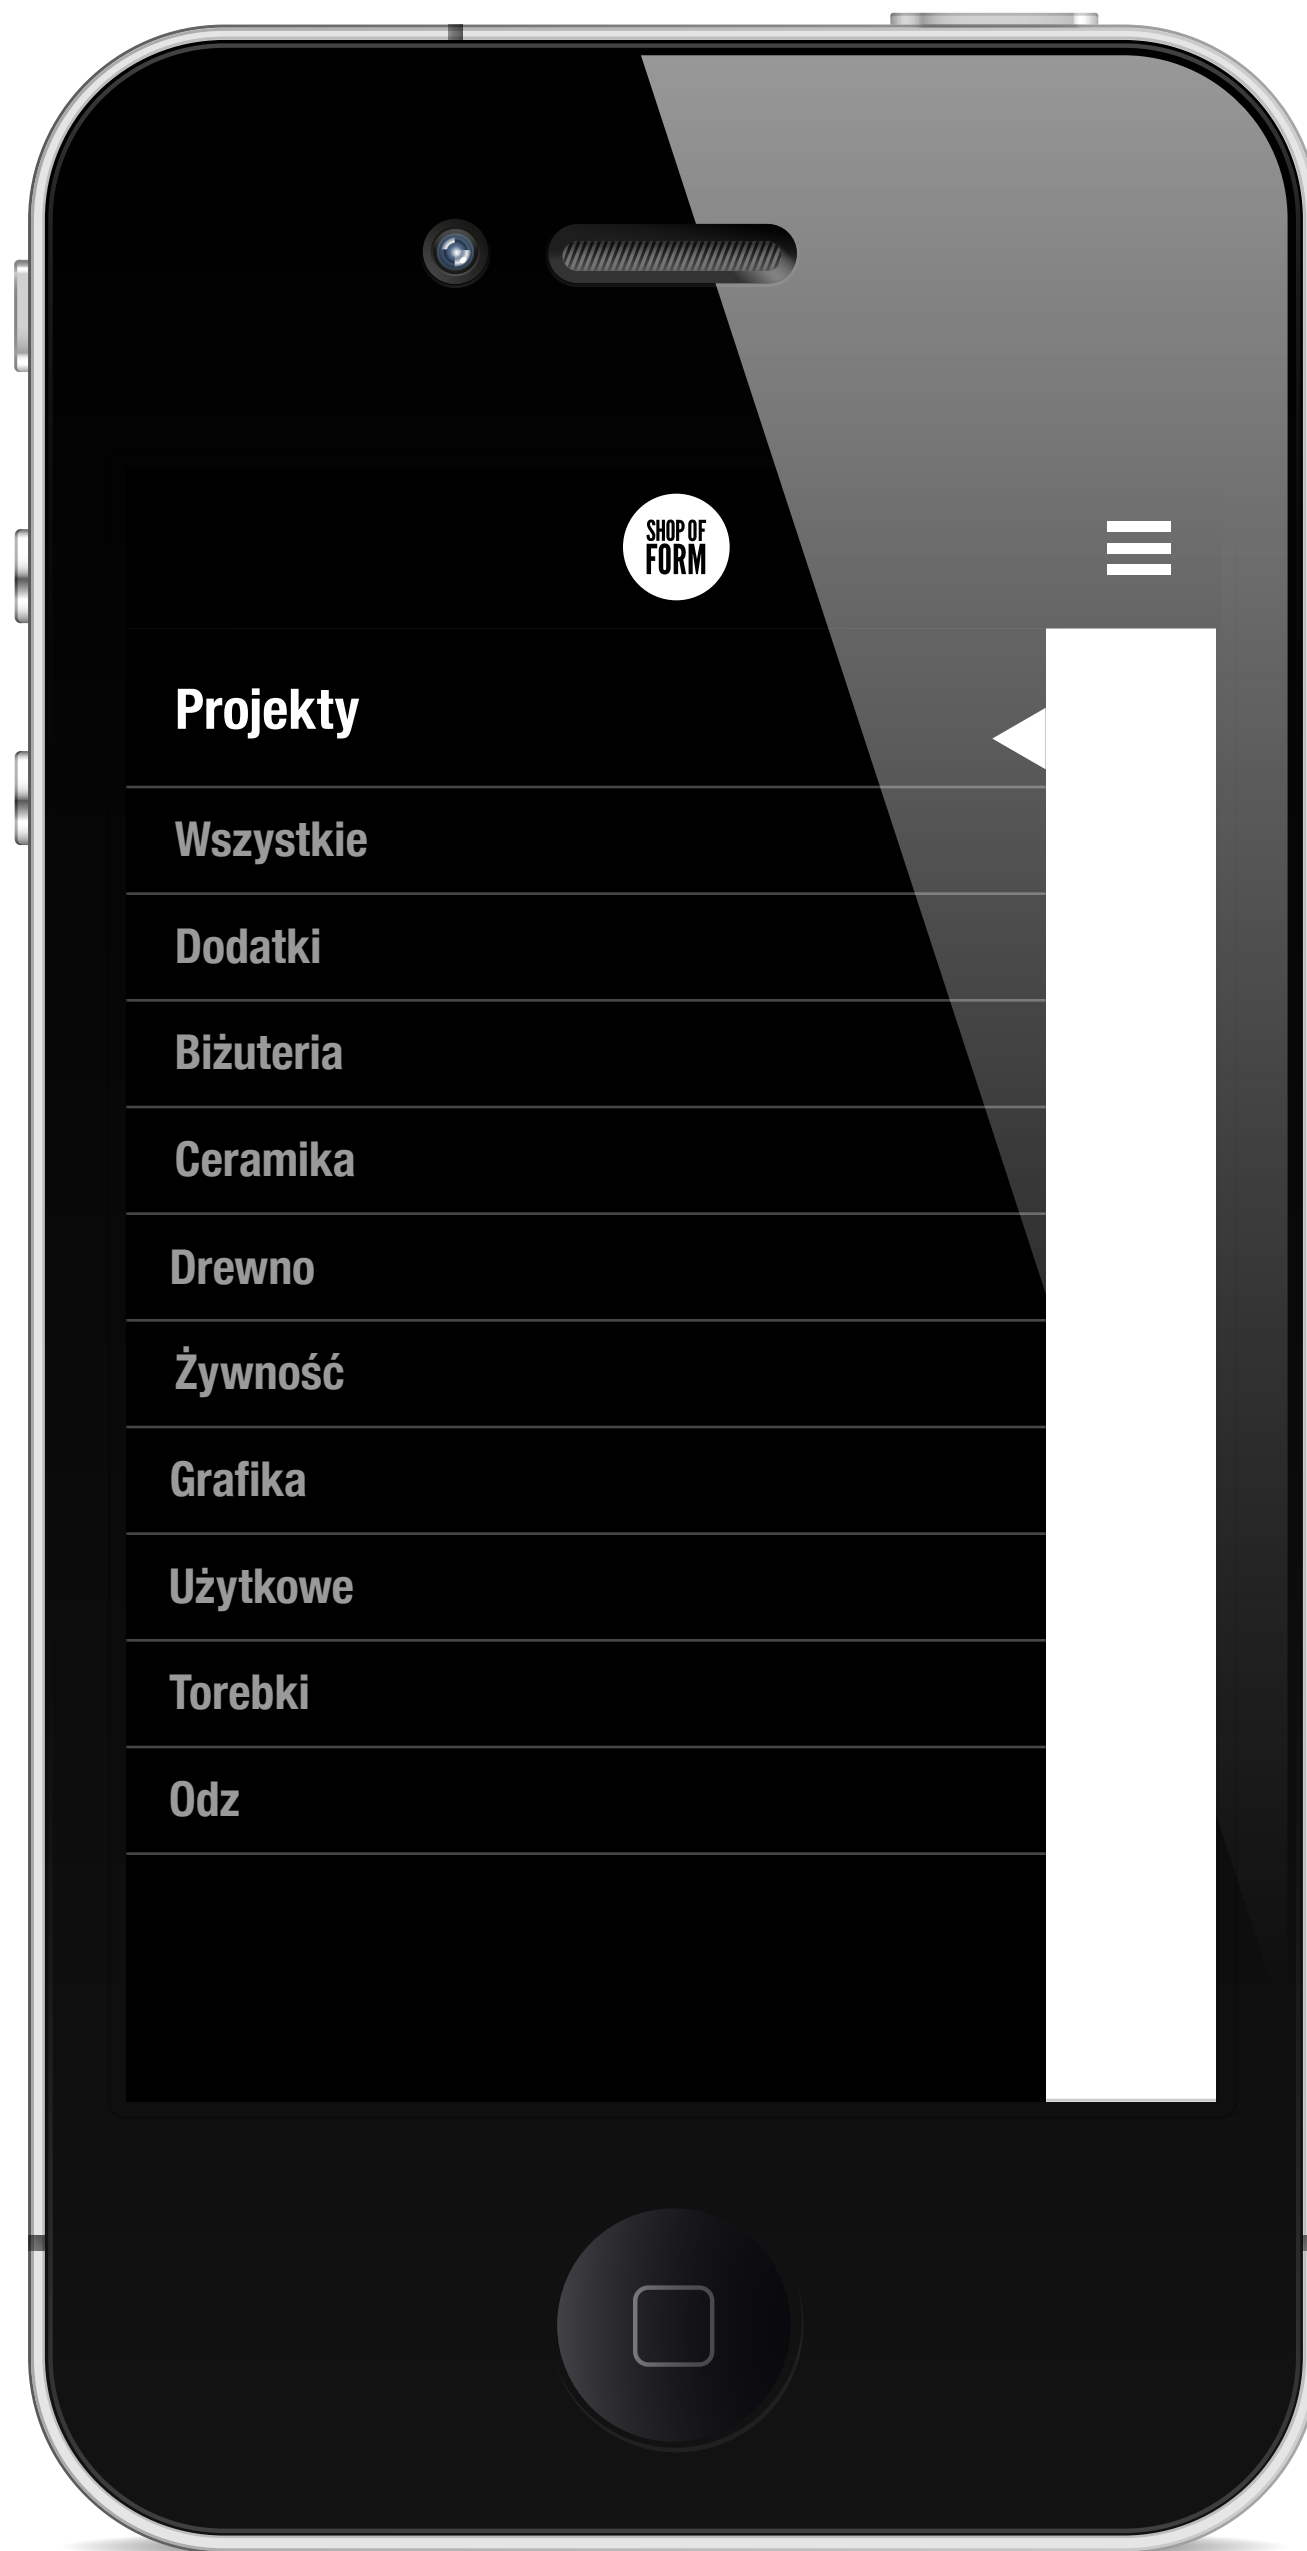 SHOP OF
FORM
Projekty
Wszystkie
Dodatki
Biżuteria
Ceramika
Drewno
Żywność
Grafika
Użytkowe
Torebki
Odz